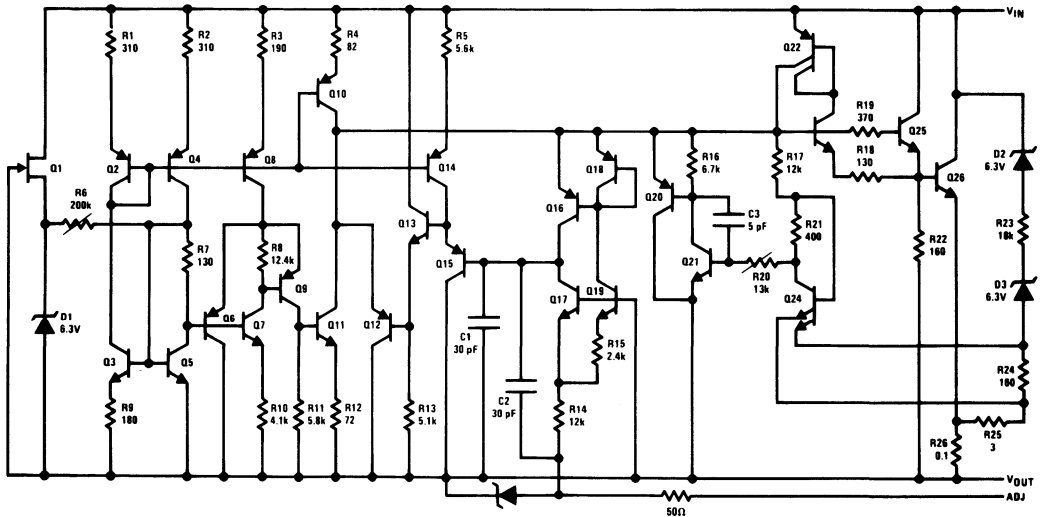 VIN
R1
310
R2
310
R3
190
R4
82
R5
5.6k
Q22
Q10
R19
370
Q25
D2
6.3V
Q1
Q2
Q4
Q8
Q14
Q18
R16
6.7k
R17
12k
R18
130
Q26
Q20
R6
200k
Q16
C3
5 pF
R21
400
R23
18k
R7
130
R8
12.4k
Q13
Q15
Q21
R22
160
Q9
R20
13k
D3
6.3V
D1
6.3V
Q6
Q7
Q11
Q12
Q17
Q19
Q24
C1
30 pF
R15
2.4k
Q3
Q5
R24
160
C2
30 pF
R9
180
R10
4.1k
R11
5.8k
R12
72
R13
5.1k
R14
12k
R26
0.1
R25
3
VOUT
ADJ
50Ω